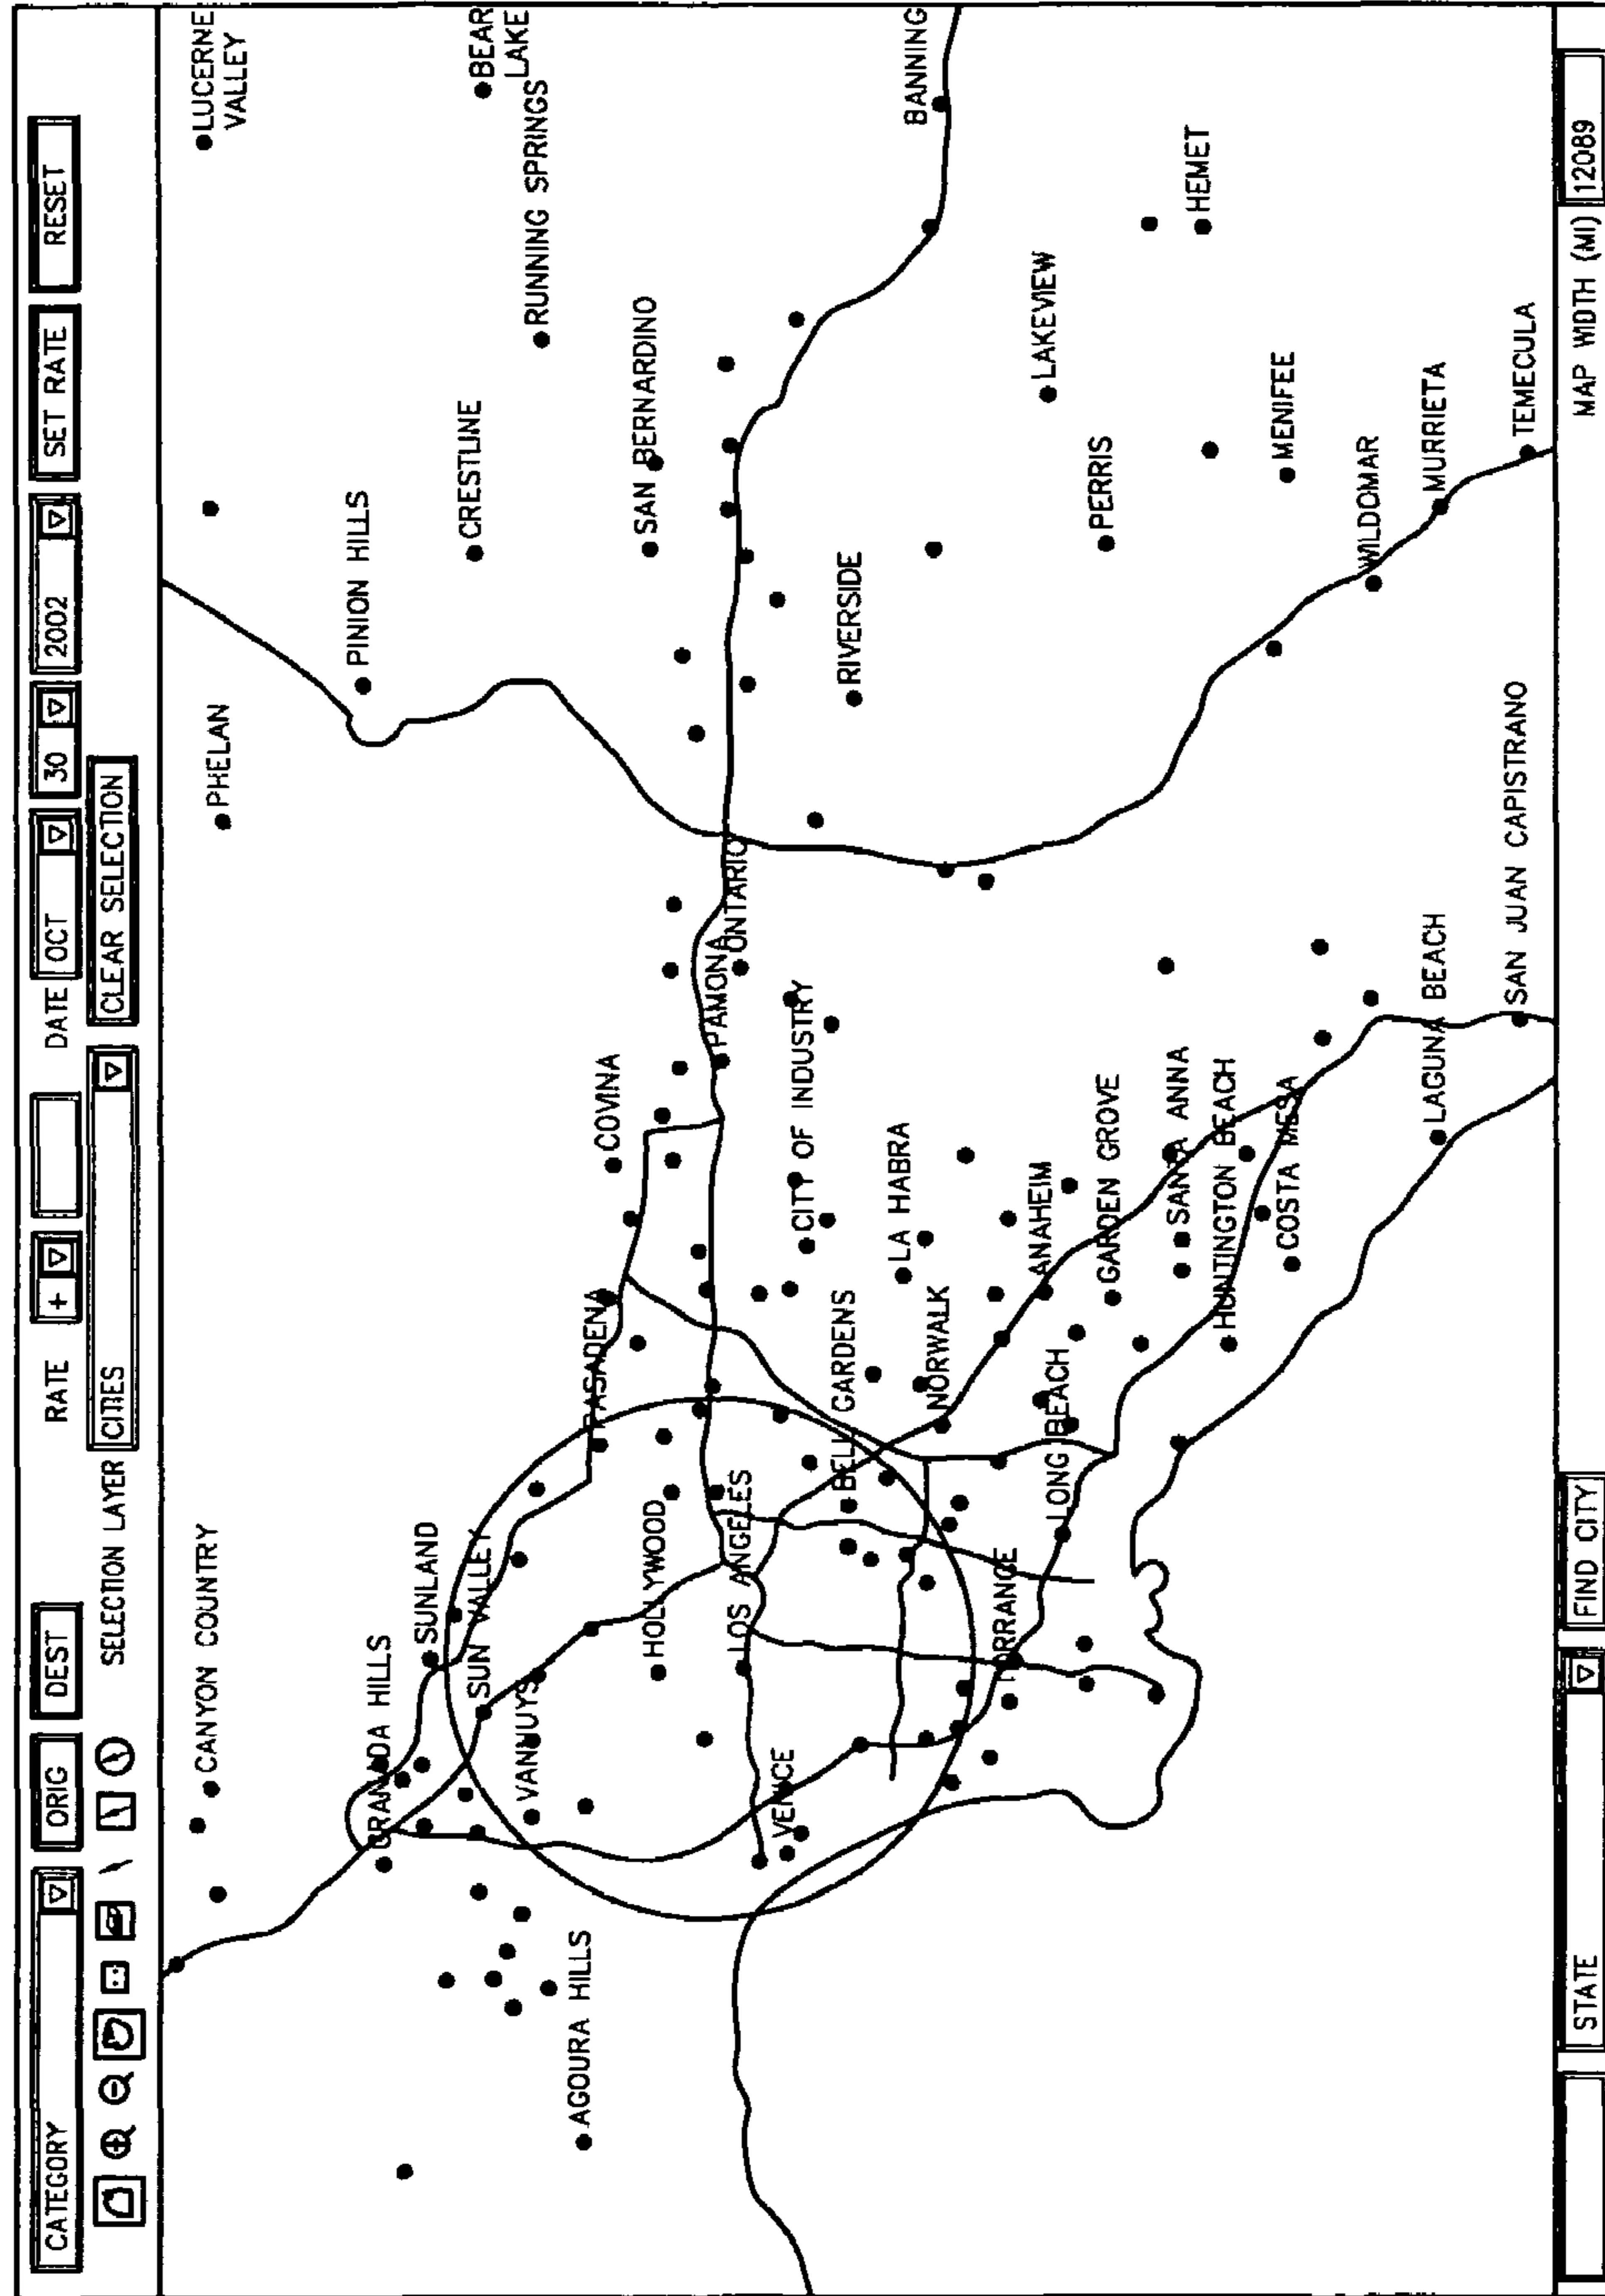 CATEGORY ORIG DEST RATE + DATE OCT 30 2002 SET RATE RESET
SELECTION LAYER CITIES CLEAR SELECTION
CANYON COUNTRY
PHELAN
LUCERNE
VALLEY
PINION HILLS
GRANADA HILLS
SUNLAND
CRESTLINE
BEAR
LAKE
SUN VALLEY
RUNNING SPRINGS
VANNUYS
AGOURA HILLS
PASADENA
COVINA
HOLLYWOOD
SAN BERNARDINO
PAMONA
ONTARIO
LOS ANGELES
VENICE
CITY OF INDUSTRY
BELL GARDENS
RIVERSIDE
LA HABRA
BANNING
NORWALK
TORRANCE
ANAHEIM
LAKEVIEW
LONG BEACH
GARDEN GROVE
PERRIS
SANTA ANNA
HEMET
HUNTINGTON BEACH
COSTA MESA
MENIFEE
WILDOMAR
LAGUNA BEACH
MURRIETA
SAN JUAN CAPISTRANO
TEMECULA
STATE FIND CITY MAP WIDTH (MI) 12089